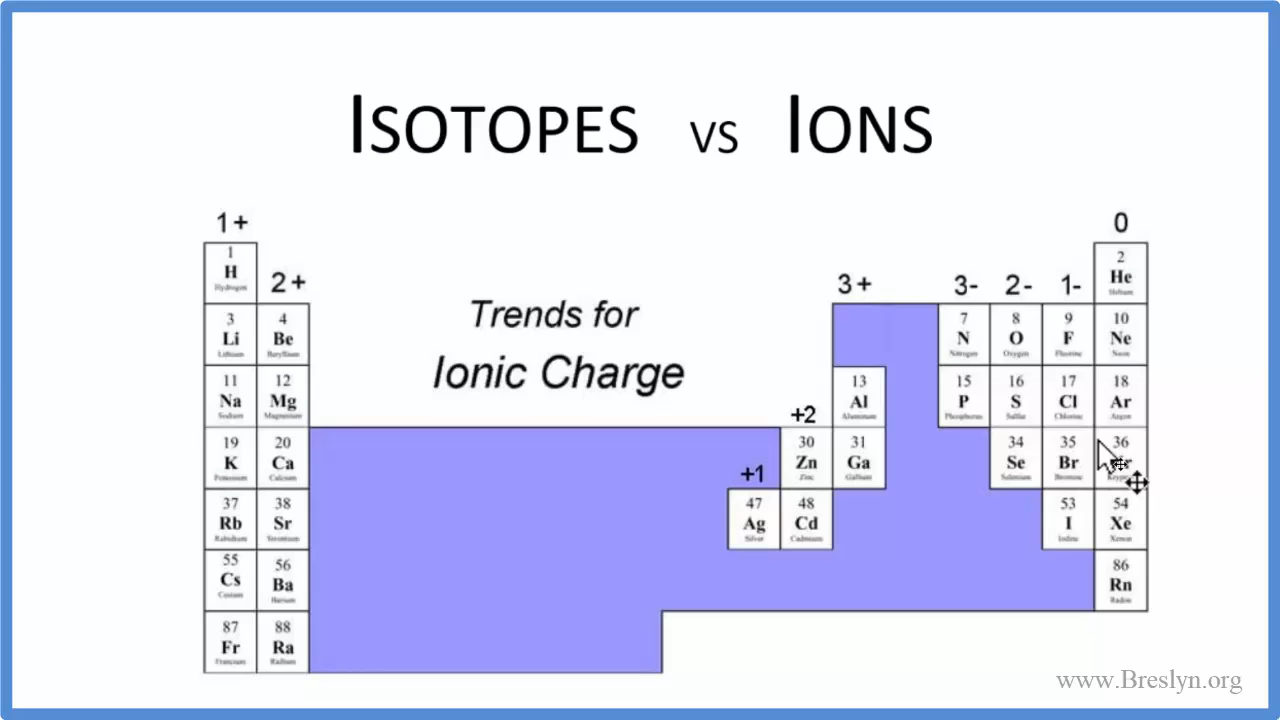 ISOTOPES VS IONS
1+ 0
2+ 3+ 3- 2- 1-
1 2
H He
Hydrogen Helium
Trends for
Ionic Charge
3 4 7 8 9 10
Li Be N O F Ne
Lithium Beryllium Nitrogen Oxygen Fluorine Neon
11 12 13 15 16 17 18
Na Mg Al P S Cl Ar
Sodium Magnesium Aluminum Phosphorus Sulfur Chlorine Argon
+2
19 20 30 31 34 35 36
K Ca Zn Ga Se Br
Potassium Calcium Zinc Gallium Selenium Bromine
+1
37 38 47 48 53 54
Rb Sr Ag Cd I Xe
Rubidium Strontium Silver Cadmium Iodine Xenon
55 56 86
Cs Ba Rn
Cesium Barium Radon
87 88
Fr Ra
Francium Radium
www.Breslyn.org